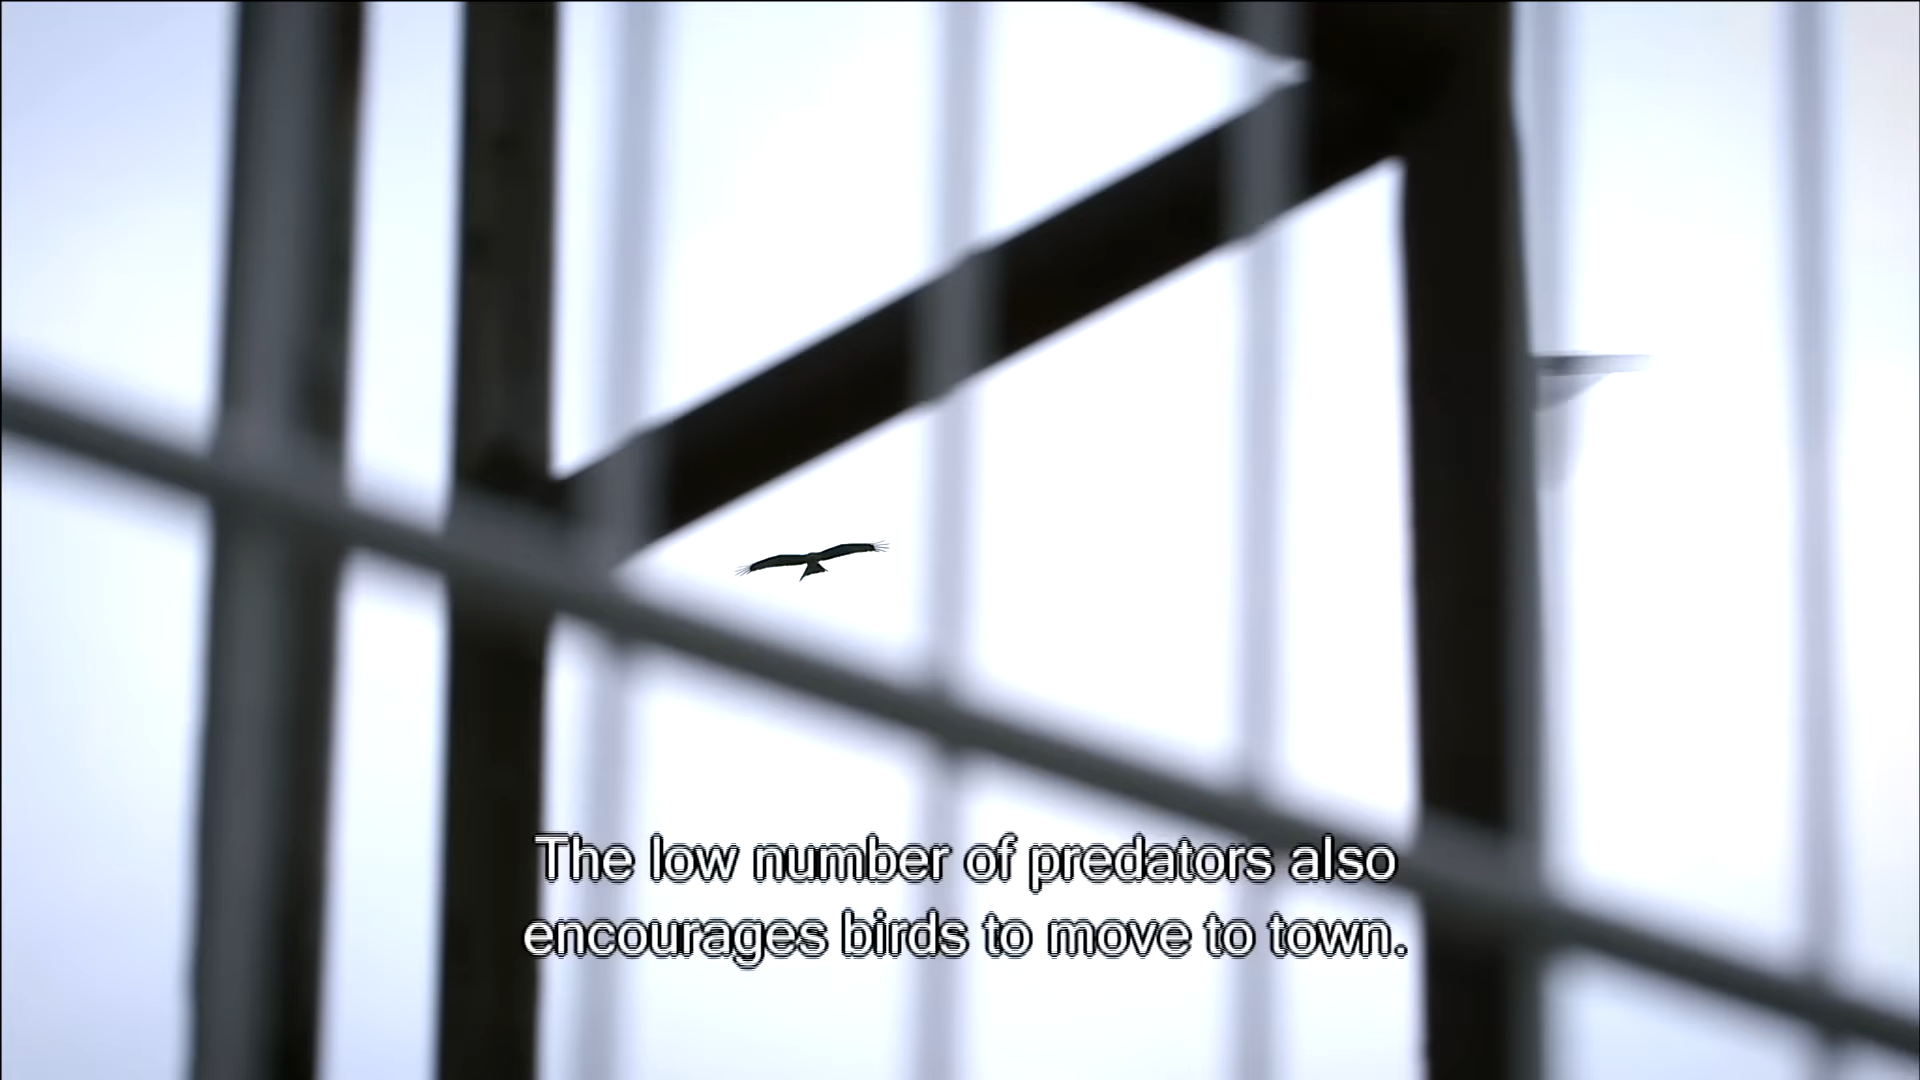 The low number of predators also
encourages birds to move to town.